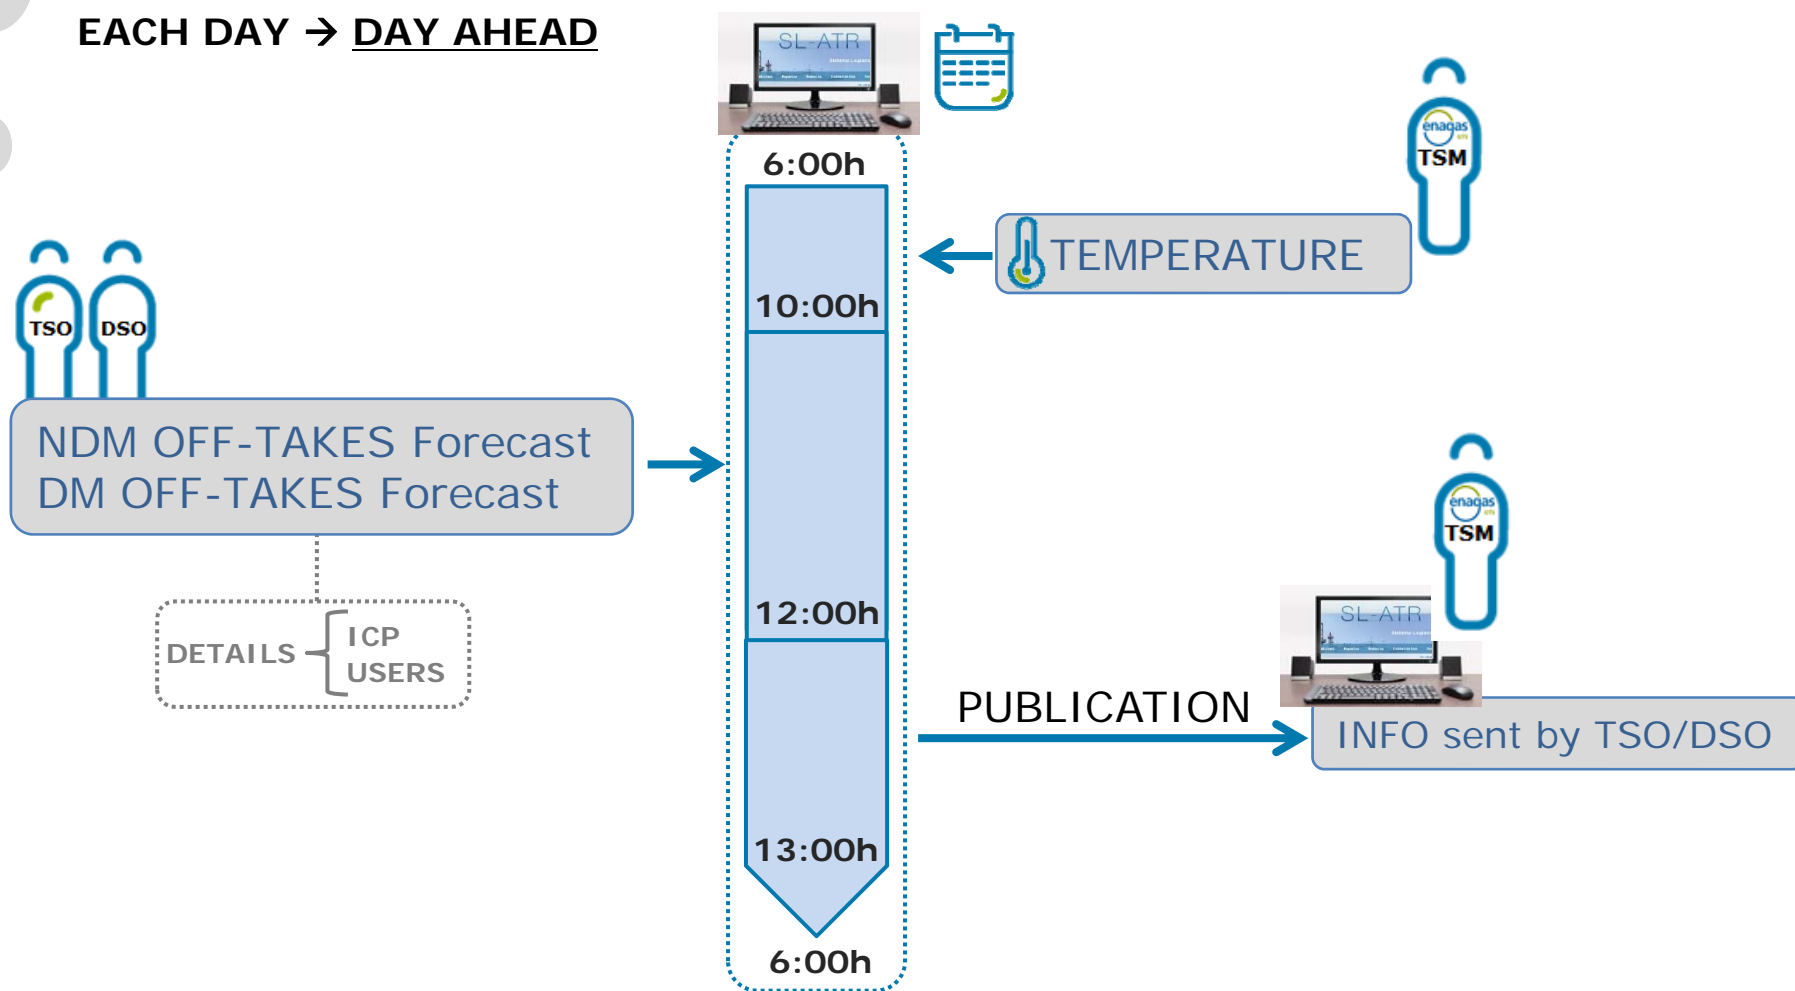 EACH DAY → DAY AHEAD
SL-ATR
6:00h
enagas
TSM
TEMPERATURE
10:00h
TSO DSO
NDM OFF-TAKES Forecast
DM OFF-TAKES Forecast
enagas
TSM
12:00h
SL-ATR
DETAILS
ICP
USERS
PUBLICATION
INFO sent by TSO/DSO
13:00h
6:00h